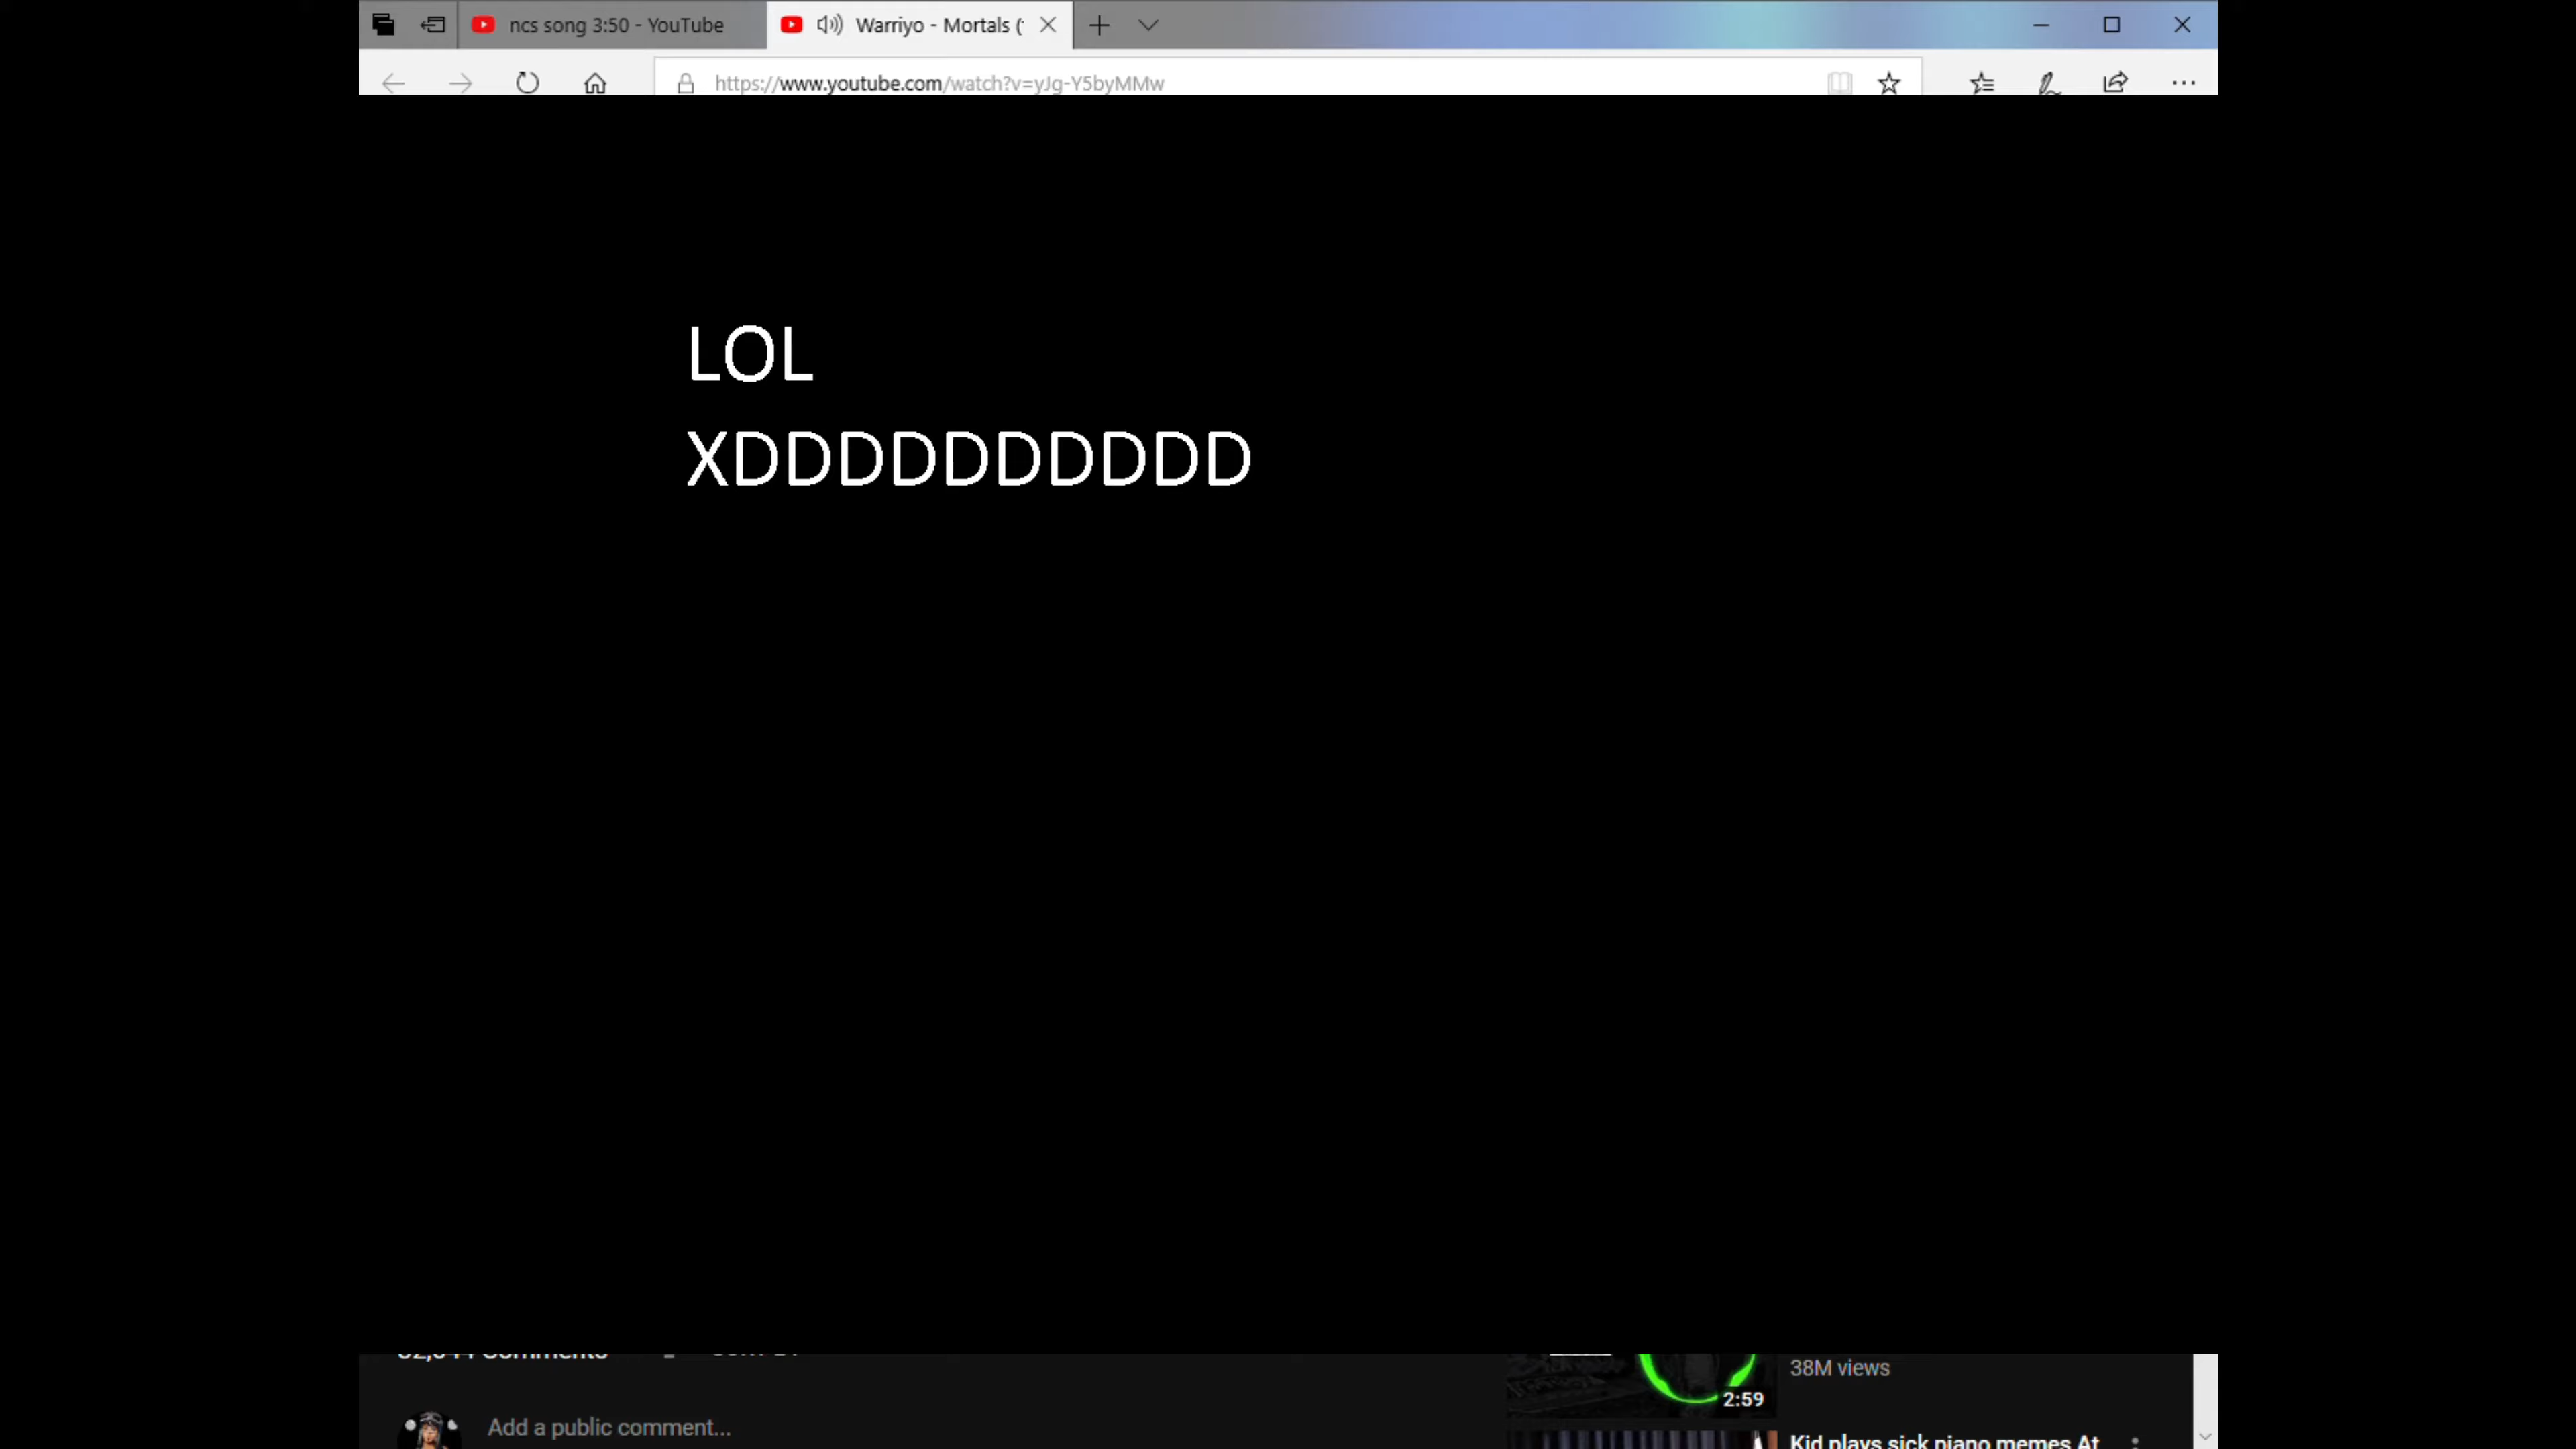 ncs song 3:50 - YouTube
Warriyo - Mortals (
https://www.youtube.com/watch?v=yJg-Y5byMMw
LOL
XDDDDDDDDDD
Comments
38M views
2:59
Add a public comment...
Kid plays sick piano memes At